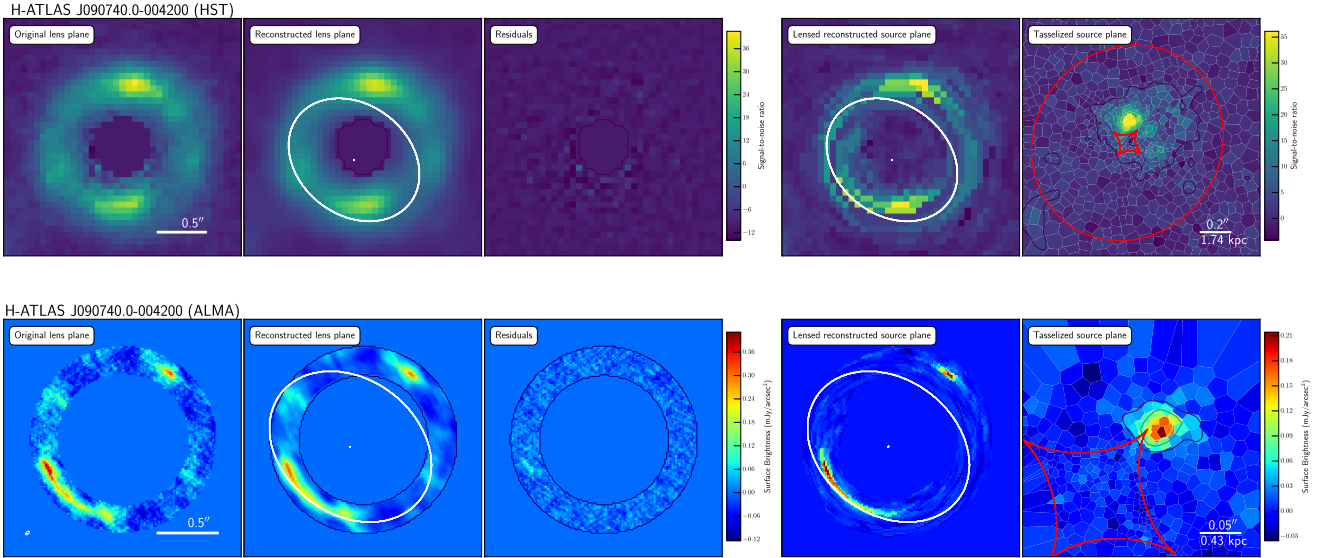 H-ATLAS J090740.0-004200 (HST)
Original lens plane
Reconstructed lens plane
Residuals
Lensed reconstructed source plane
Tasselized source plane
0.5″
0.2″
1.74 kpc
36
30
24
18
12
6
0
−6
−12
Signal-to-noise ratio
35
30
25
20
15
10
5
0
Signal-to-noise ratio
H-ATLAS J090740.0-004200 (ALMA)
Original lens plane
Reconstructed lens plane
Residuals
Lensed reconstructed source plane
Tasselized source plane
0.5″
0.05″
0.43 kpc
0.36
0.30
0.24
0.18
0.12
0.06
0.00
−0.06
−0.12
Surface Brightness (mJy/arcsec²)
0.21
0.18
0.15
0.12
0.09
0.06
0.03
0.00
−0.03
Surface Brightness (mJy/arcsec²)